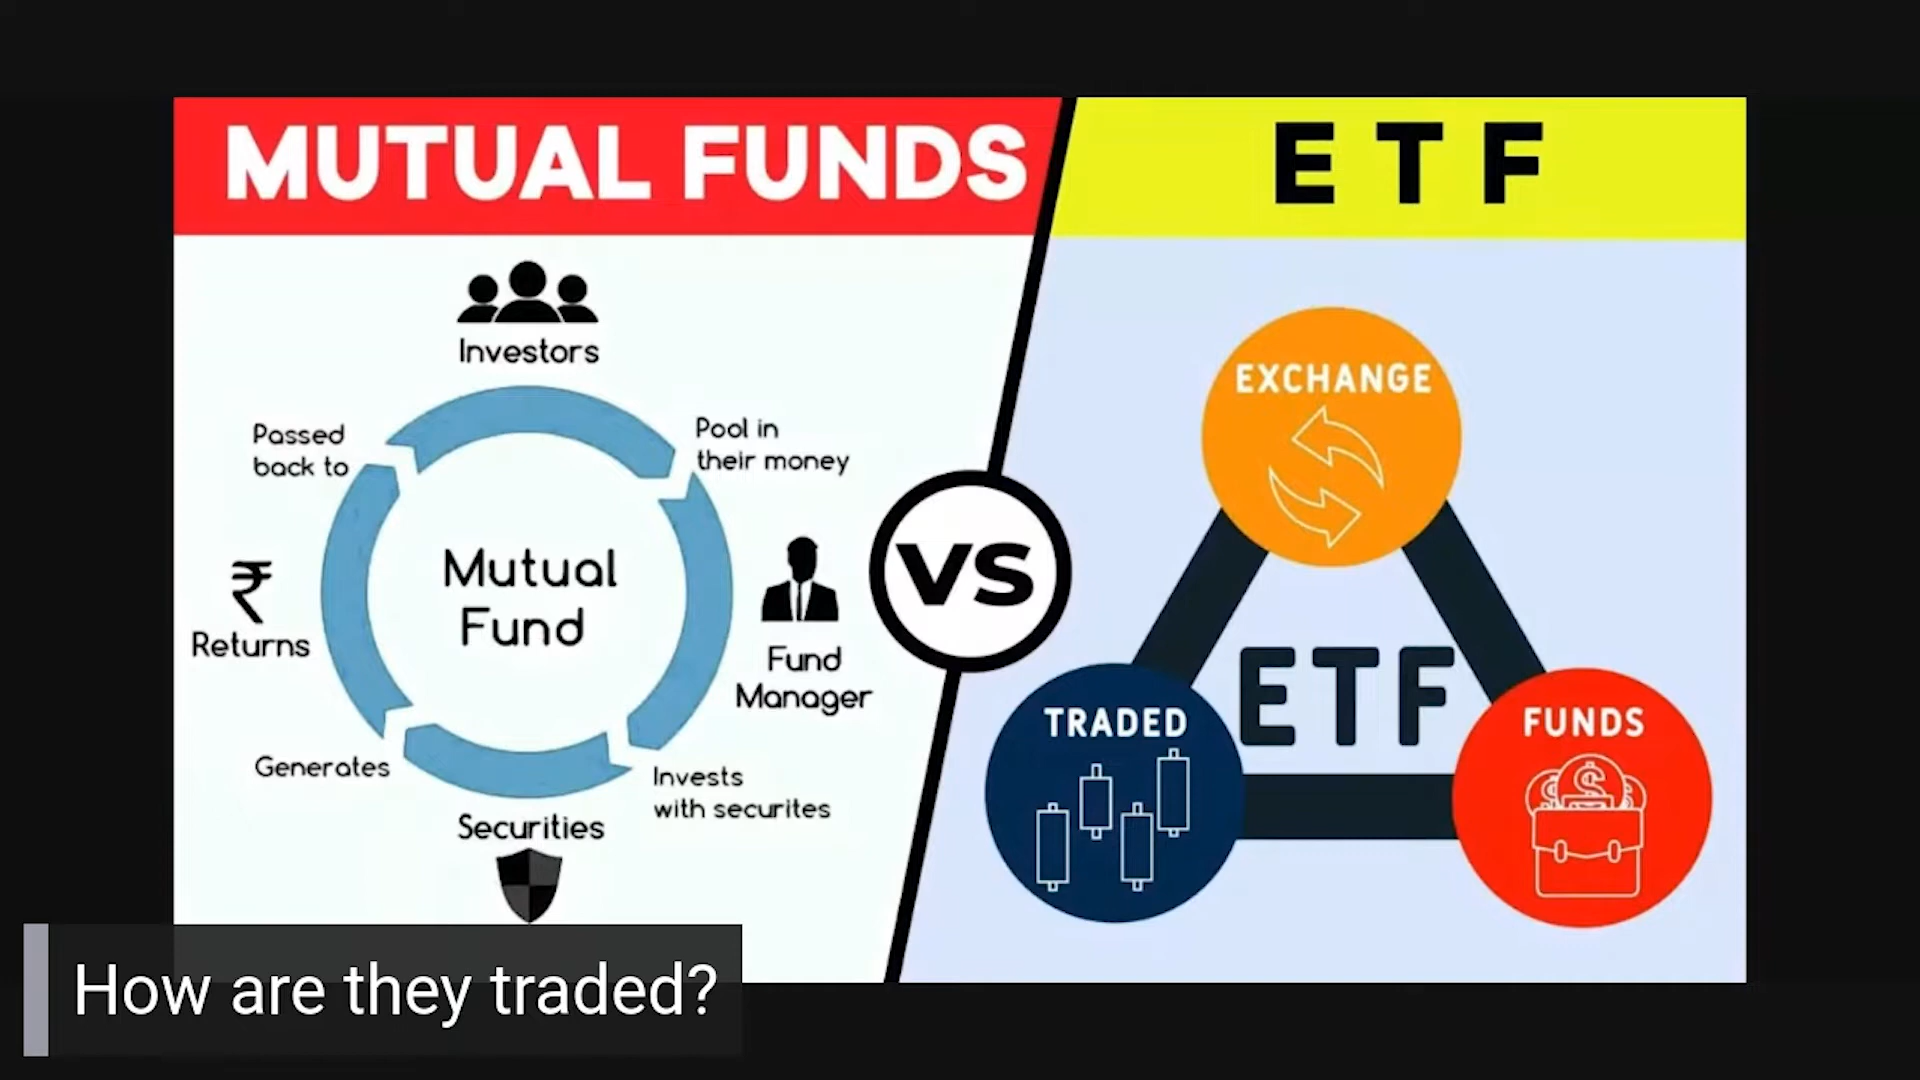 MUTUAL FUNDS
Investors
Passed
back to
Pool in
their money
Mutual
Fund
₹
Returns
Fund
Manager
Generates
Invests
with securites
Securities
VS
E T F
EXCHANGE
ETF
TRADED
FUNDS
How are they traded?